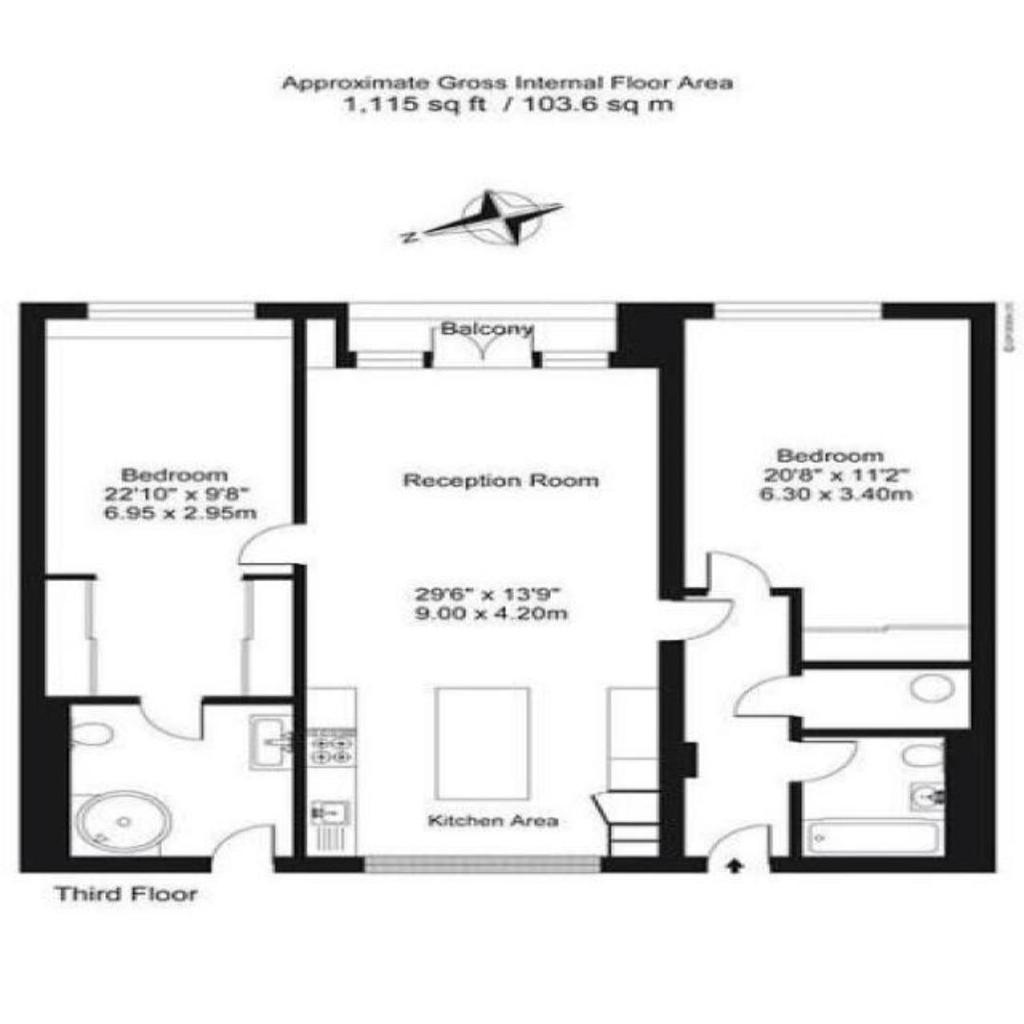 Approximate Gross Internal Floor Area
1,115 sq ft / 103.6 sq m
N
Balcony
Bedroom
22'10" x 9'8"
6.95 x 2.95m
Reception Room
29'6" x 13'9"
9.00 x 4.20m
Bedroom
20'8" x 11'2"
6.30 x 3.40m
Kitchen Area
Third Floor